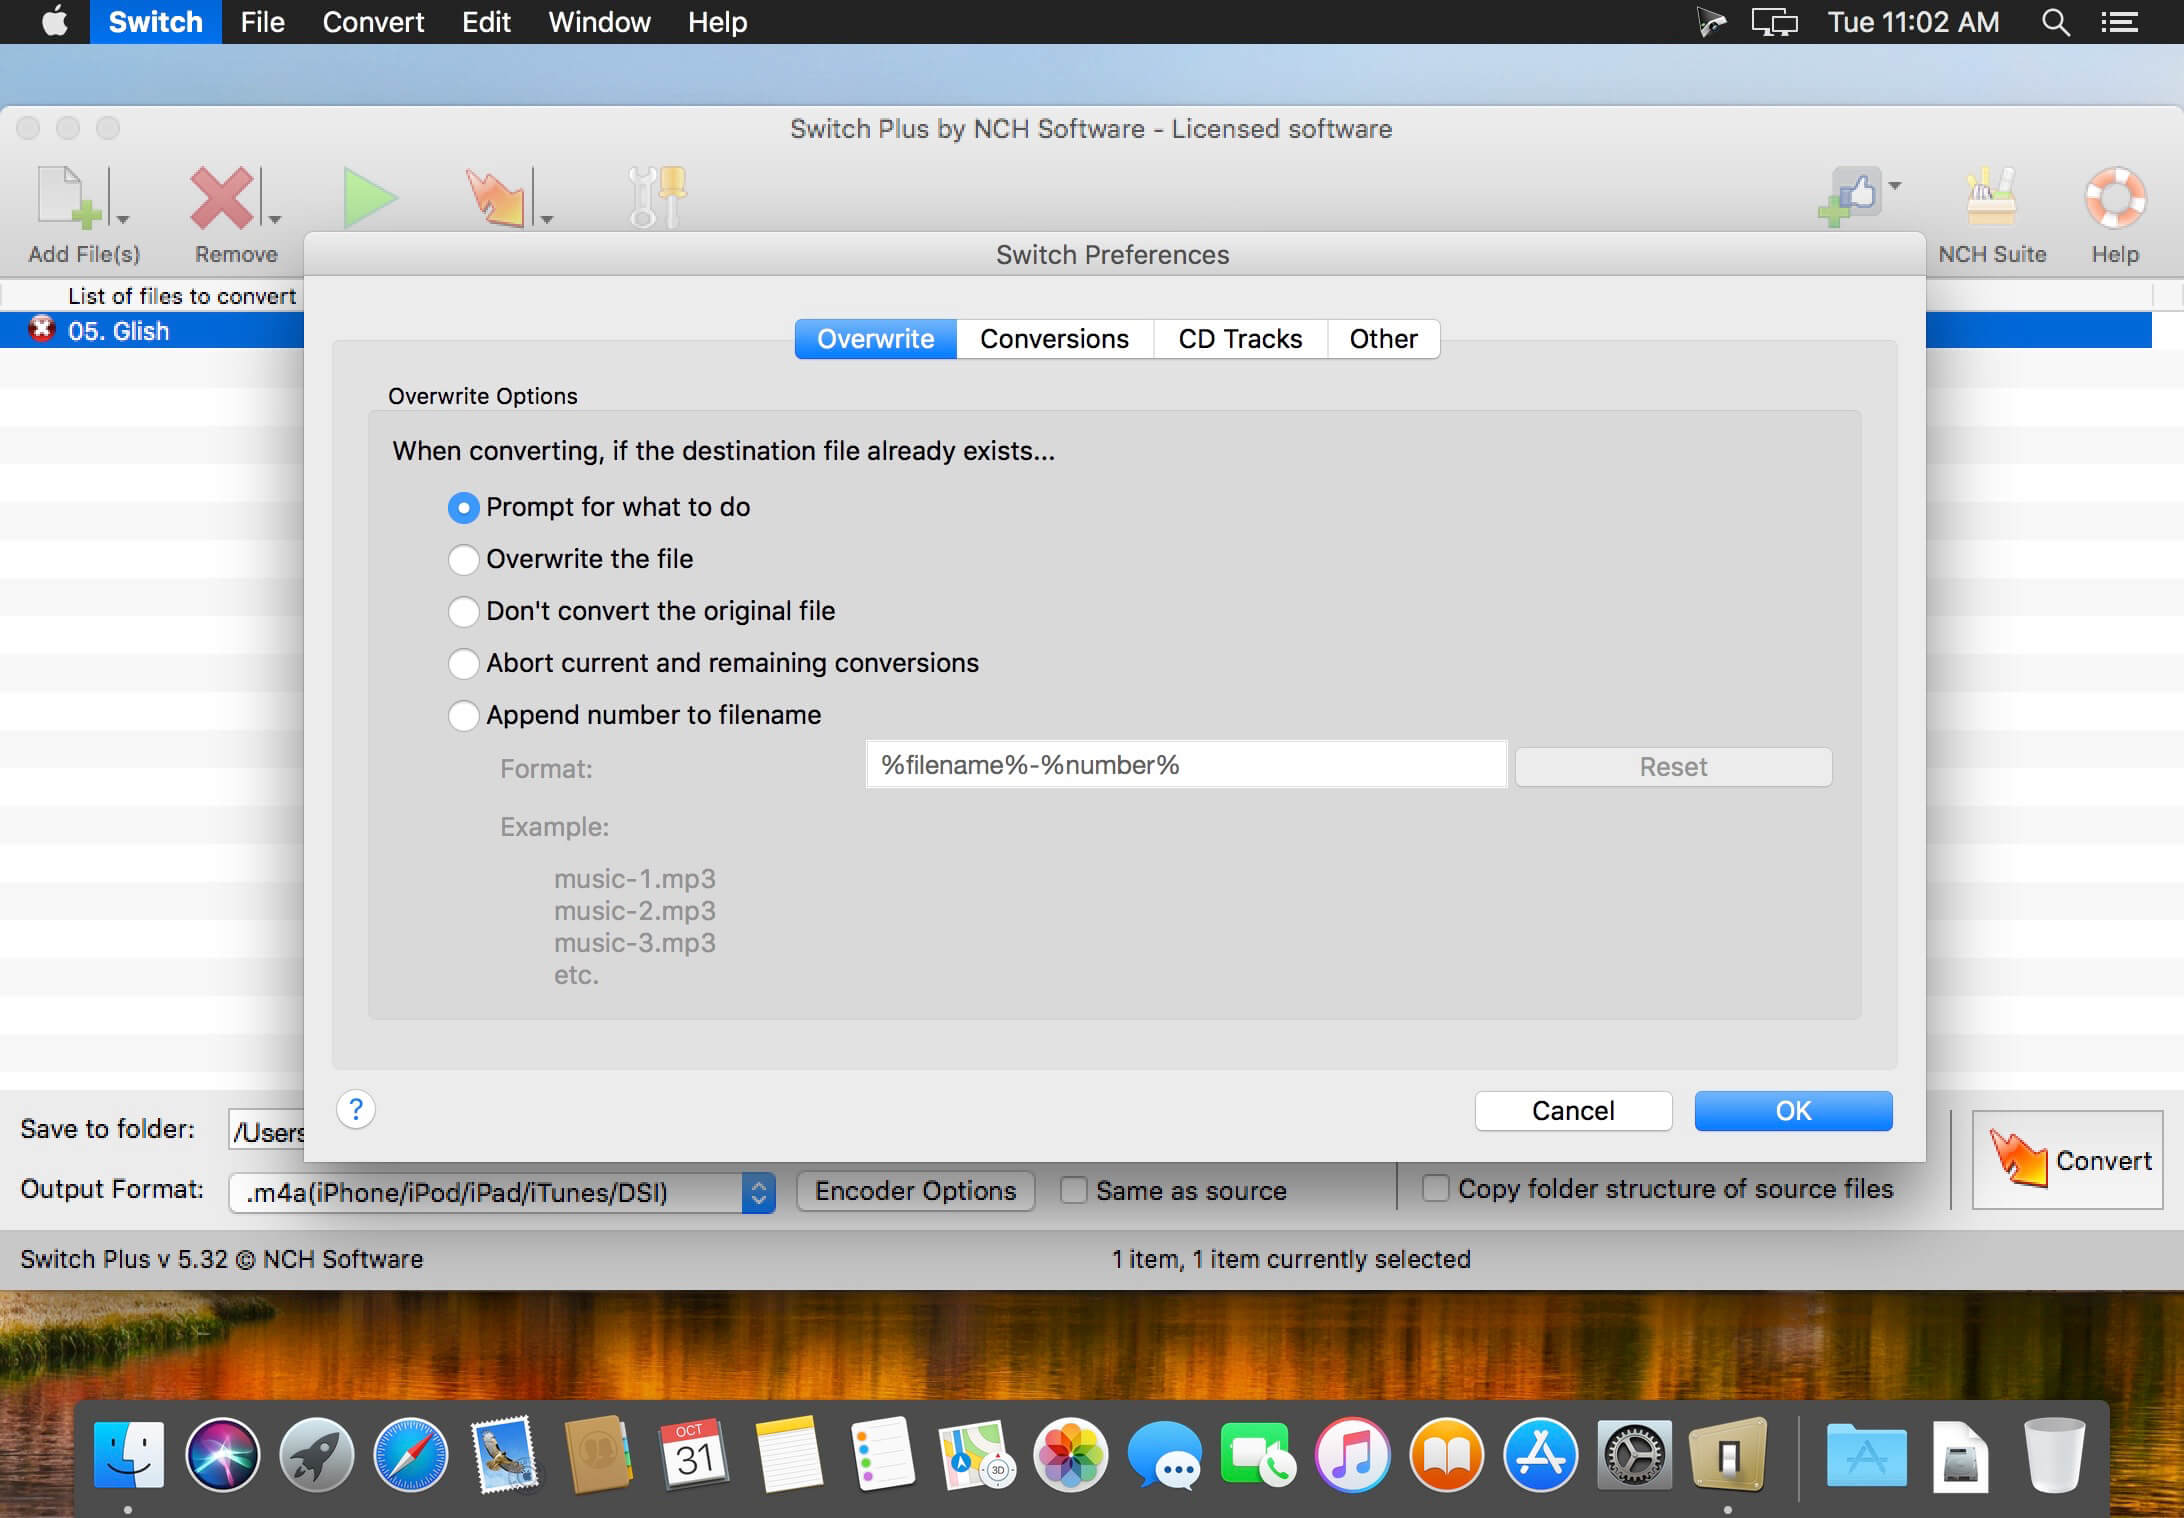 Switch File Convert Edit Window Help Tue 11:02 AM
Switch Plus by NCH Software - Licensed software
Add File(s) Remove NCH Suite Help
Switch Preferences
List of files to convert
05. Glish
Overwrite Conversions CD Tracks Other
Overwrite Options
When converting, if the destination file already exists...
Prompt for what to do
Overwrite the file
Don't convert the original file
Abort current and remaining conversions
Append number to filename
Format: %filename%-%number% Reset
Example:
music-1.mp3
music-2.mp3
music-3.mp3
etc.
? Cancel OK
Save to folder: /Users
Output Format: .m4a(iPhone/iPod/iPad/iTunes/DSI) Encoder Options Same as source Copy folder structure of source files Convert
Switch Plus v 5.32 © NCH Software 1 item, 1 item currently selected
OCT
31
3D